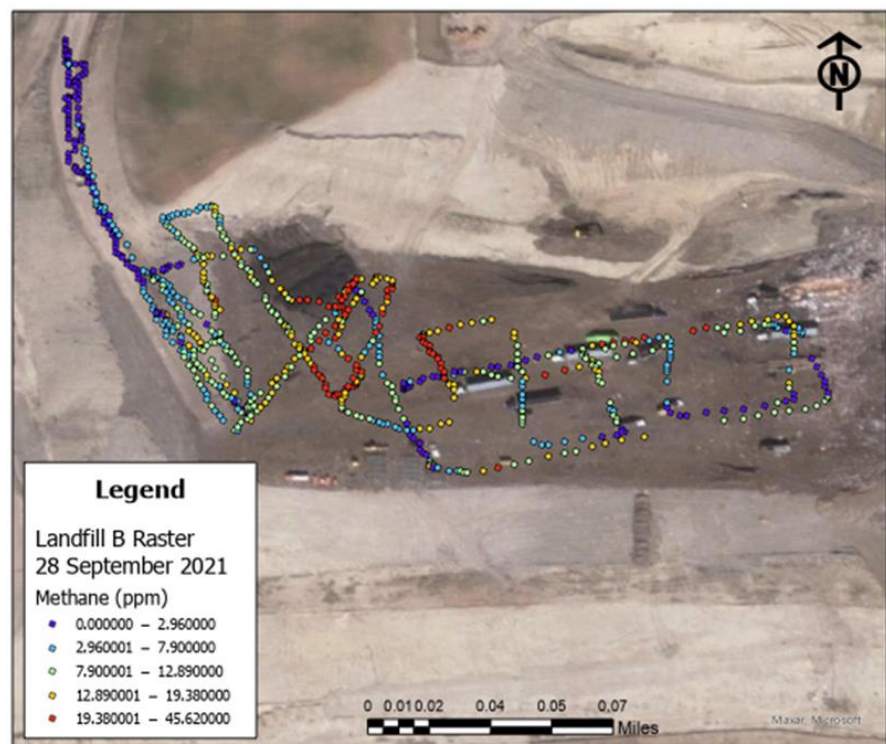 N
Legend
Landfill B Raster
28 September 2021
Methane (ppm)
0.000000 – 2.960000
2.960001 – 7.900000
7.900001 – 12.890000
12.890001 – 19.380000
19.380001 – 45.620000
0 0.01 0.02 0.04 0.05 0.07
Miles
Maxar, Microsoft